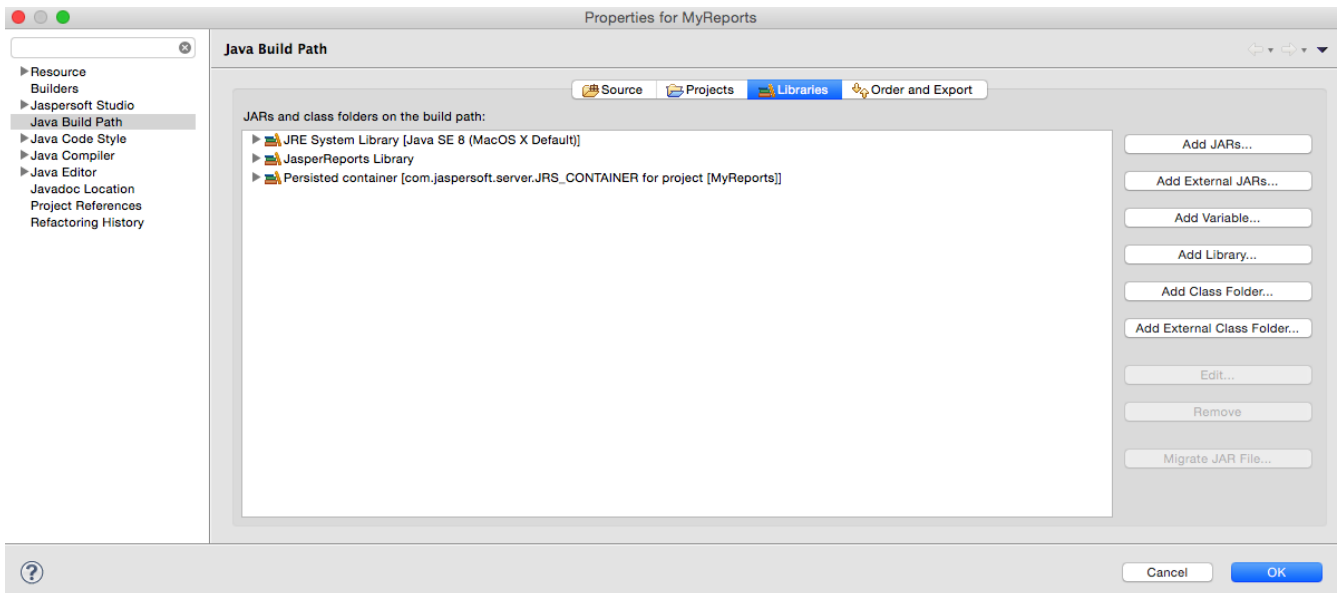 Properties for MyReports
Java Build Path
Resource
Builders
Jaspersoft Studio
Java Build Path
Java Code Style
Java Compiler
Java Editor
Javadoc Location
Project References
Refactoring History
Source Projects Libraries Order and Export
JARs and class folders on the build path:
JRE System Library [Java SE 8 (MacOS X Default)]
JasperReports Library
Persisted container [com.jaspersoft.server.JRS_CONTAINER for project [MyReports]]
Add JARs...
Add External JARs...
Add Variable...
Add Library...
Add Class Folder...
Add External Class Folder...
Edit...
Remove
Migrate JAR File...
?
Cancel OK